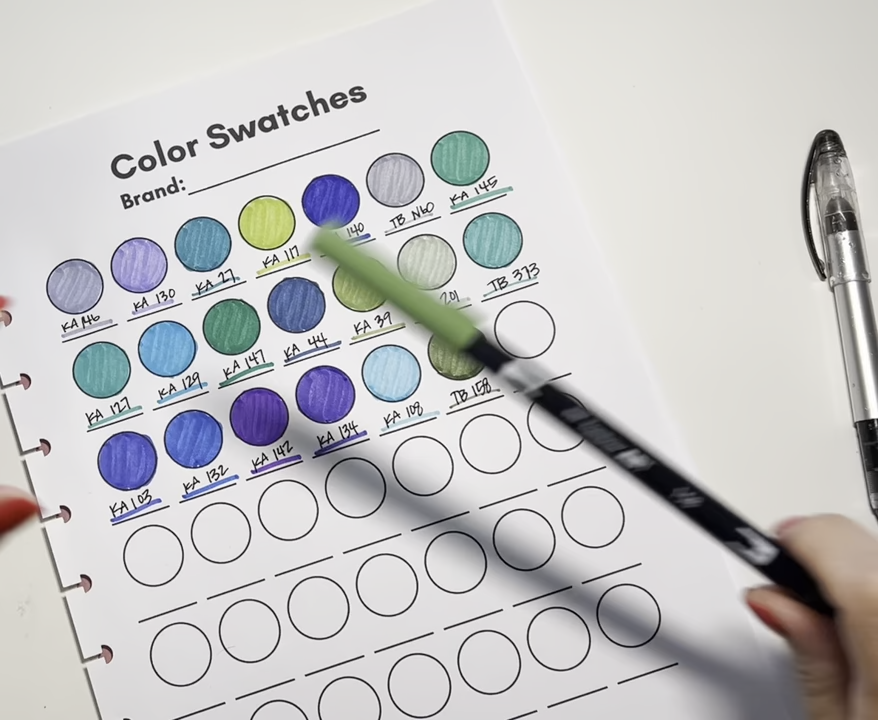 Color Swatches
Brand:
KA 146 KA 130 KA 27 KA 117 140 TB N60 KA 145
KA 127 KA 129 KA 147 KA 44 KA 39 201 TB 373
KA 103 KA 132 KA 142 KA 134 KA 108 TB 158